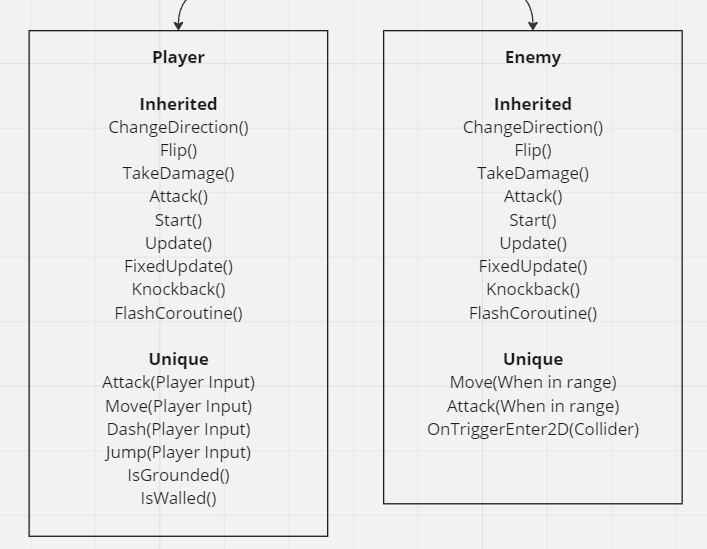 Player
Inherited
ChangeDirection()
Flip()
TakeDamage()
Attack()
Start()
Update()
FixedUpdate()
Knockback()
FlashCoroutine()
Unique
Attack(Player Input)
Move(Player Input)
Dash(Player Input)
Jump(Player Input)
IsGrounded()
IsWalled()
Enemy
Inherited
ChangeDirection()
Flip()
TakeDamage()
Attack()
Start()
Update()
FixedUpdate()
Knockback()
FlashCoroutine()
Unique
Move(When in range)
Attack(When in range)
OnTriggerEnter2D(Collider)